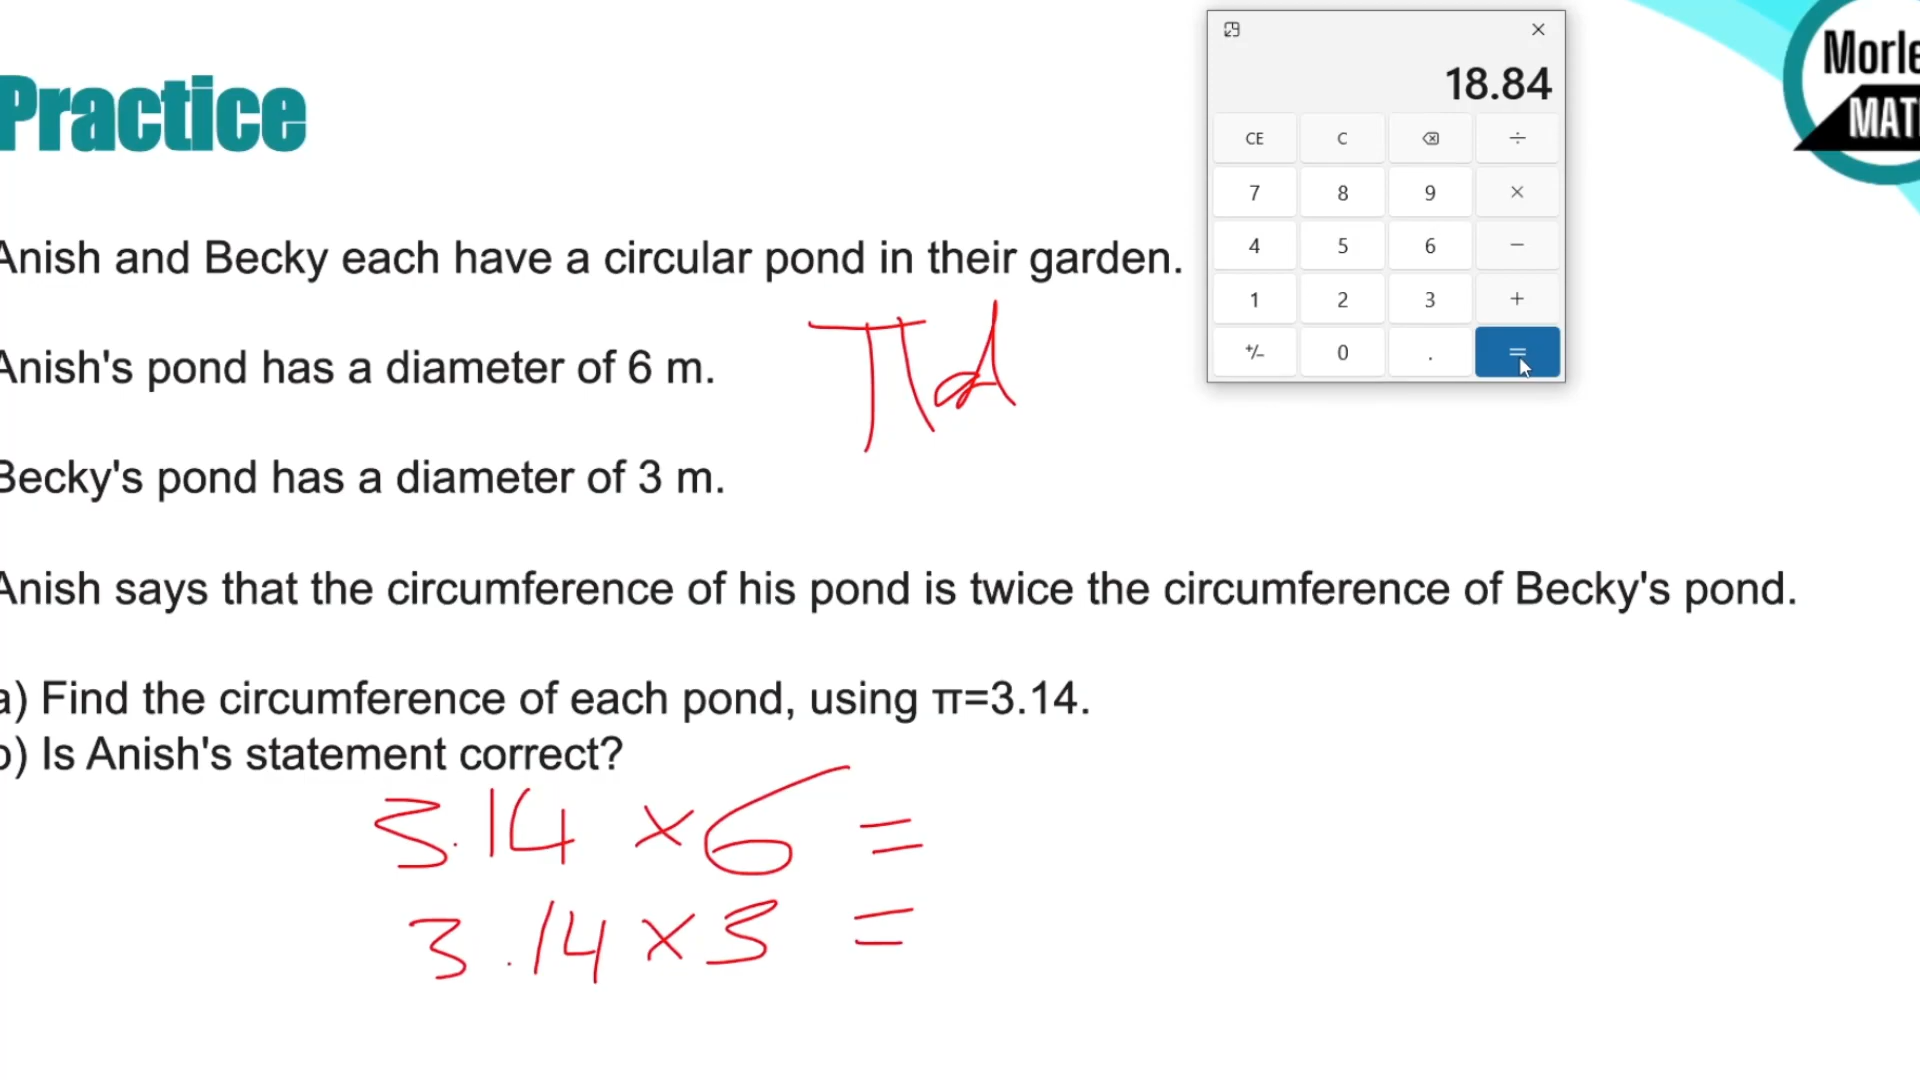 Practice
18.84
CE C ÷
7 8 9 ×
4 5 6 −
1 2 3 +
+/− 0 . =
Anish and Becky each have a circular pond in their garden.
πd
Anish's pond has a diameter of 6 m.
Becky's pond has a diameter of 3 m.
Anish says that the circumference of his pond is twice the circumference of Becky's pond.
a) Find the circumference of each pond, using π=3.14.
b) Is Anish's statement correct?
3.14 × 6 =
3.14 × 3 =